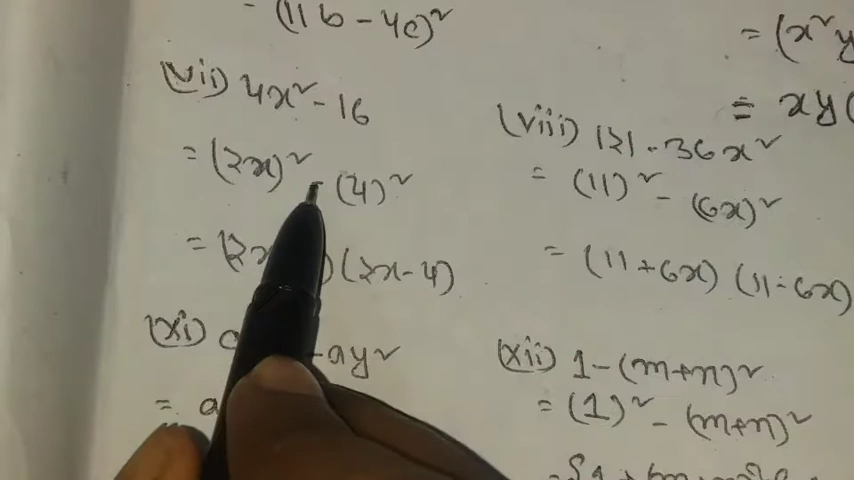 = (11b - 4c)²
(vii) 4x² - 16
= (2x)² - (4)²
= (2x )(2x-4)
(xi) a - ay²
= a
= (x²y
= xy(
(viii) 121 - 36x²
= (11)² - (6x)²
= (11+6x) (11-6x)
(xii) 1-(m+n)²
= (1)² - (m+n)²